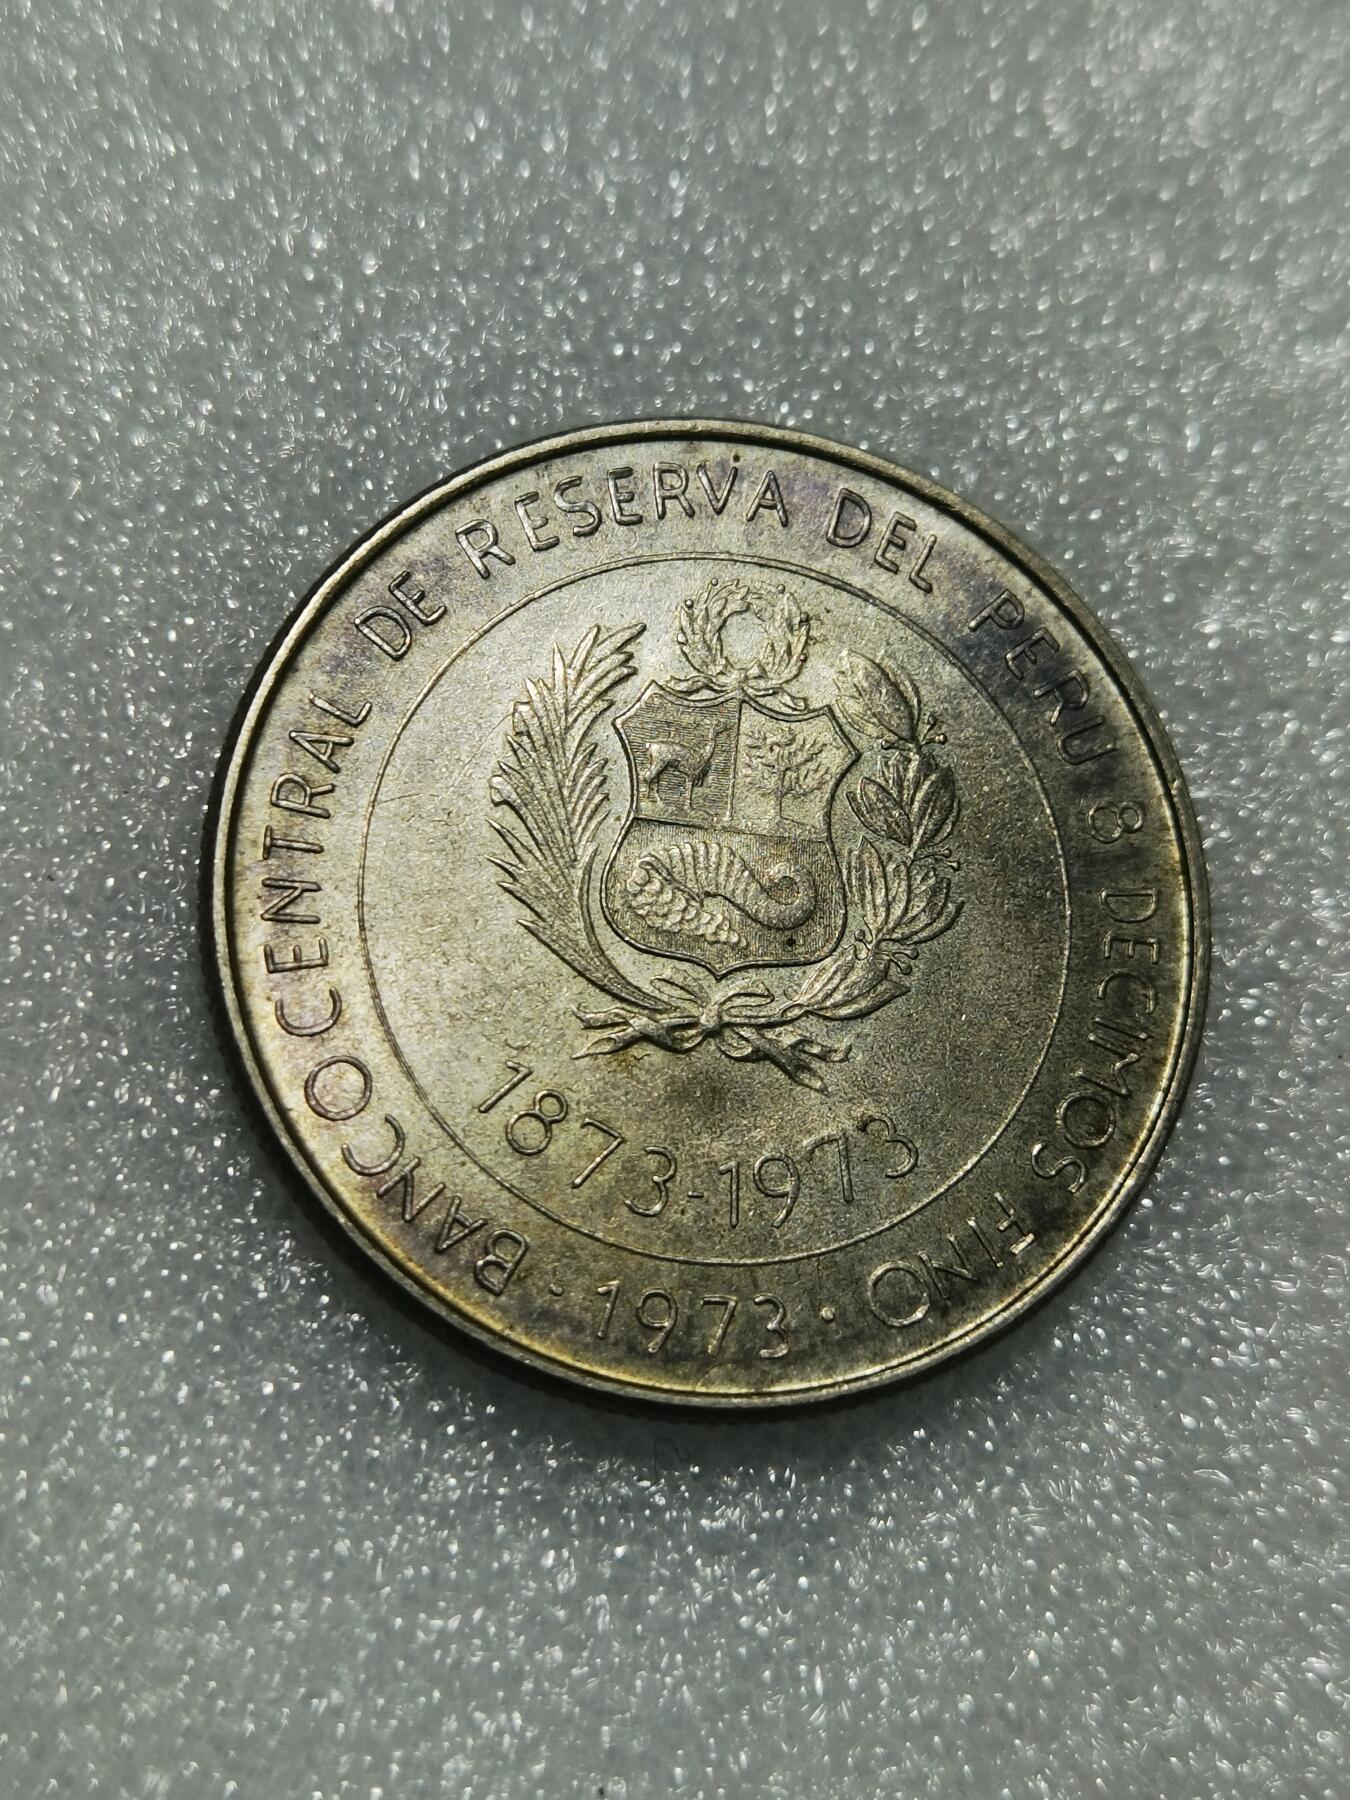 BANCO CENTRAL DE RESERVA DEL PERU 8 DECIMOS FINO
1873-1973
· 1973 ·